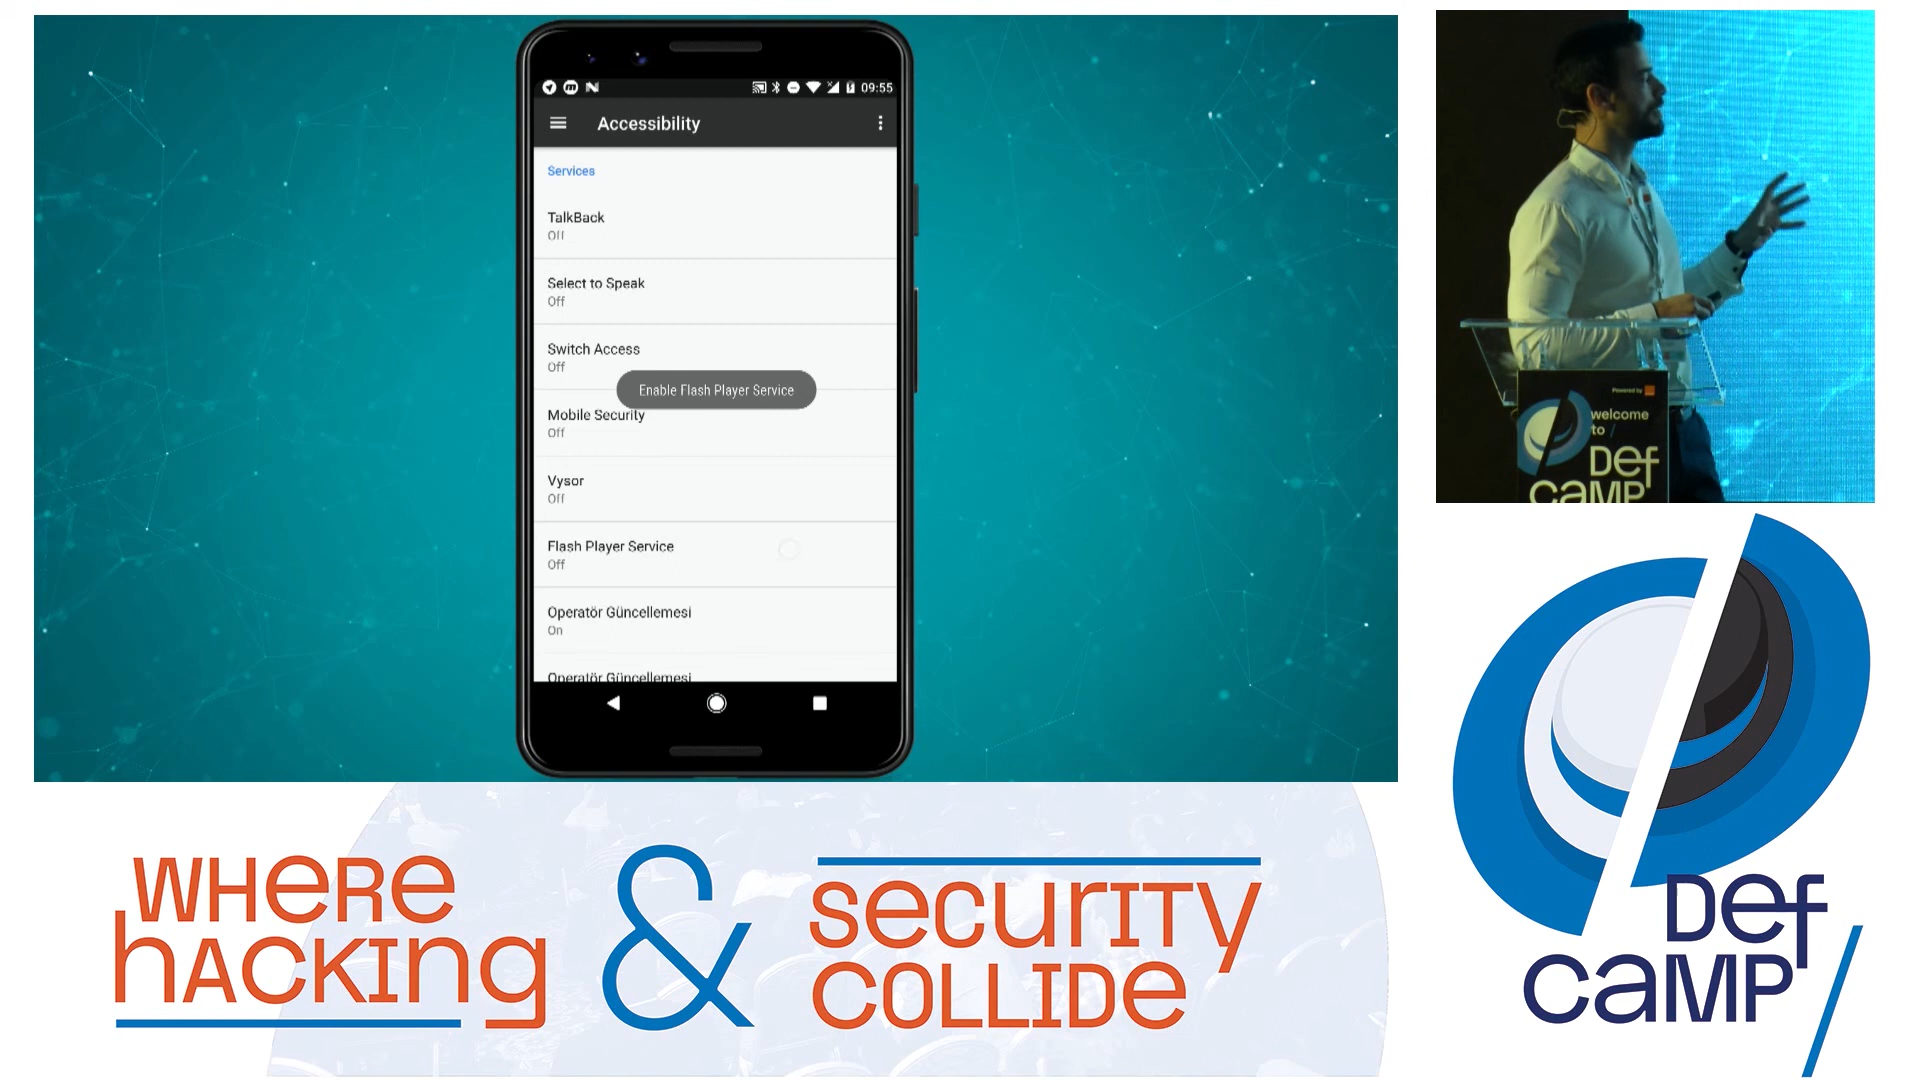 09:55
Accessibility
Services
TalkBack
Off
Select to Speak
Off
Switch Access
Off
Enable Flash Player Service
Mobile Security
Off
Vysor
Off
Flash Player Service
Off
Operatör Güncellemesi
On
Operatör Güncellemesi
Powered by
welcome
to /
Def
camp
WHERE
HACKING
&
SECURITY
COLLIDE
Def
camp